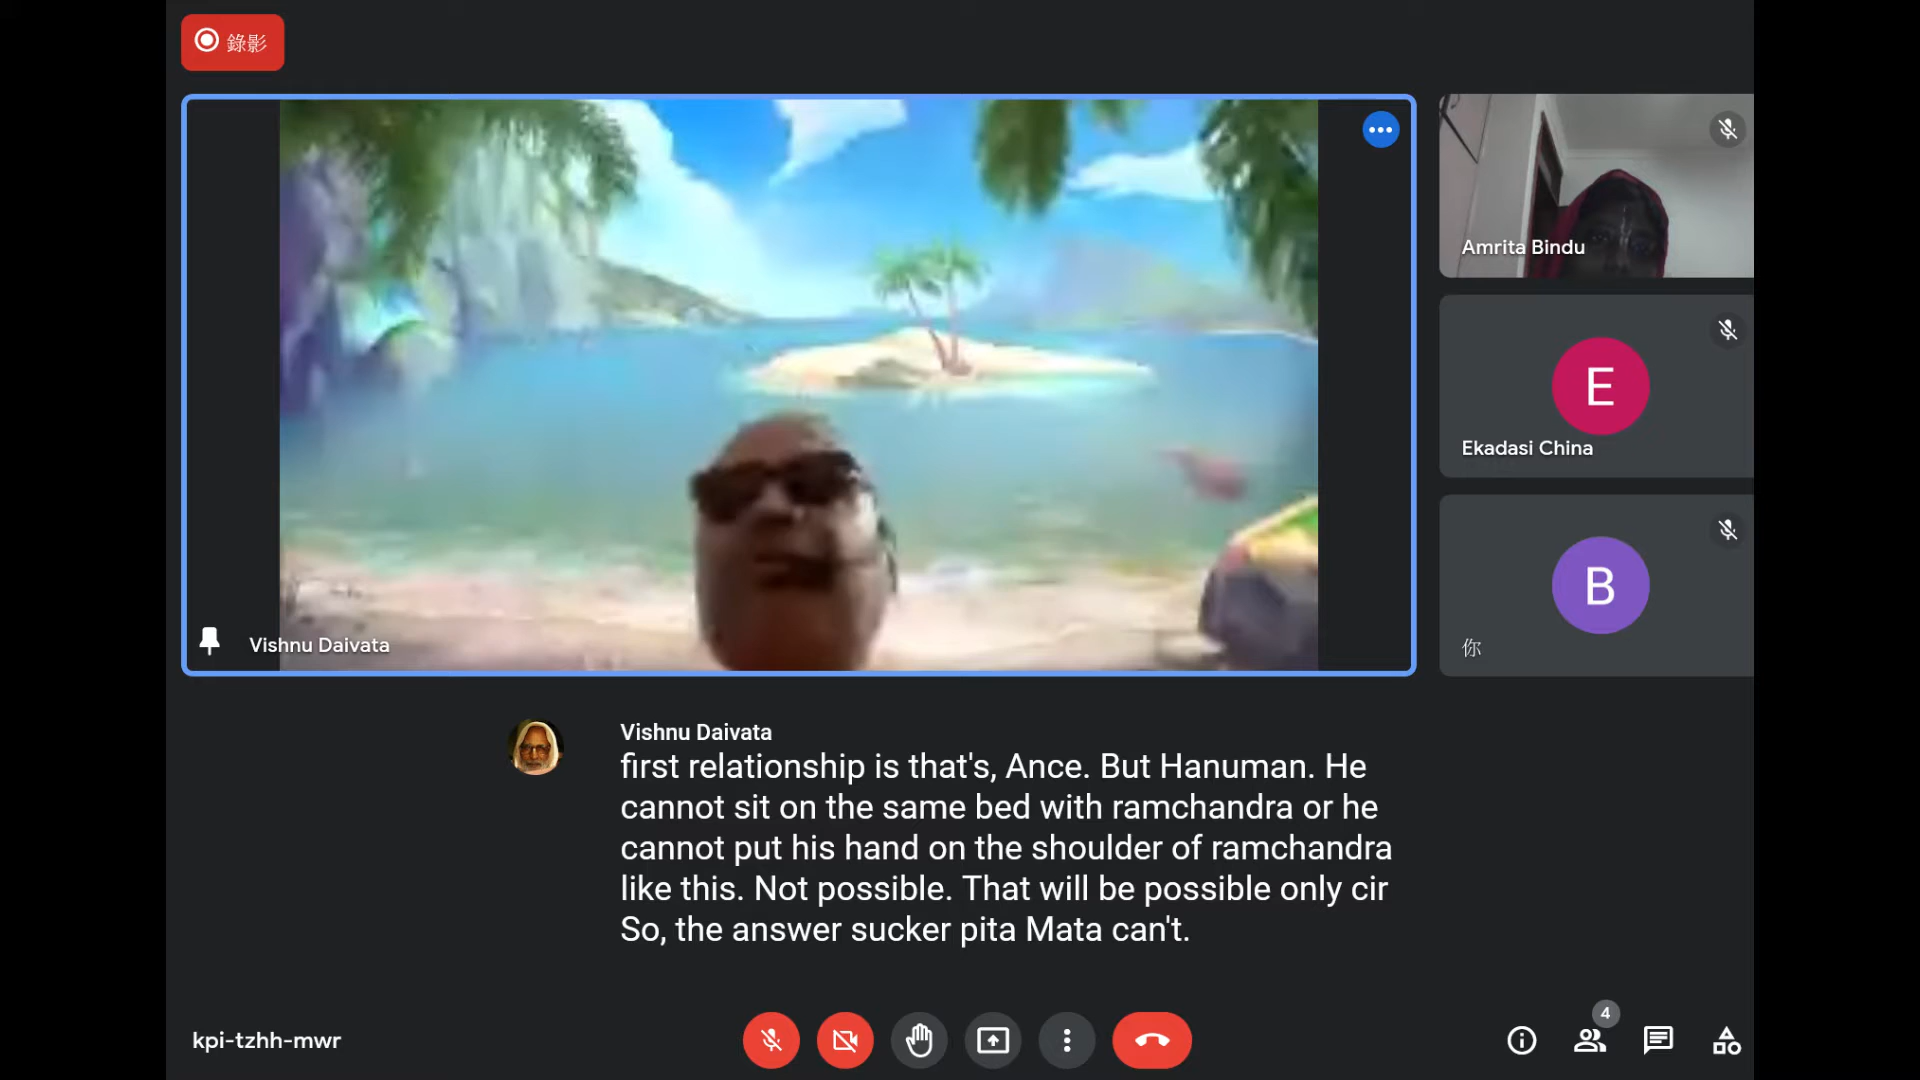 錄影
Amrita Bindu
E
Ekadasi China
B
你
Vishnu Daivata
Vishnu Daivata
first relationship is that's, Ance. But Hanuman. He
cannot sit on the same bed with ramchandra or he
cannot put his hand on the shoulder of ramchandra
like this. Not possible. That will be possible only cir
So, the answer sucker pita Mata can't.
kpi-tzhh-mwr
4